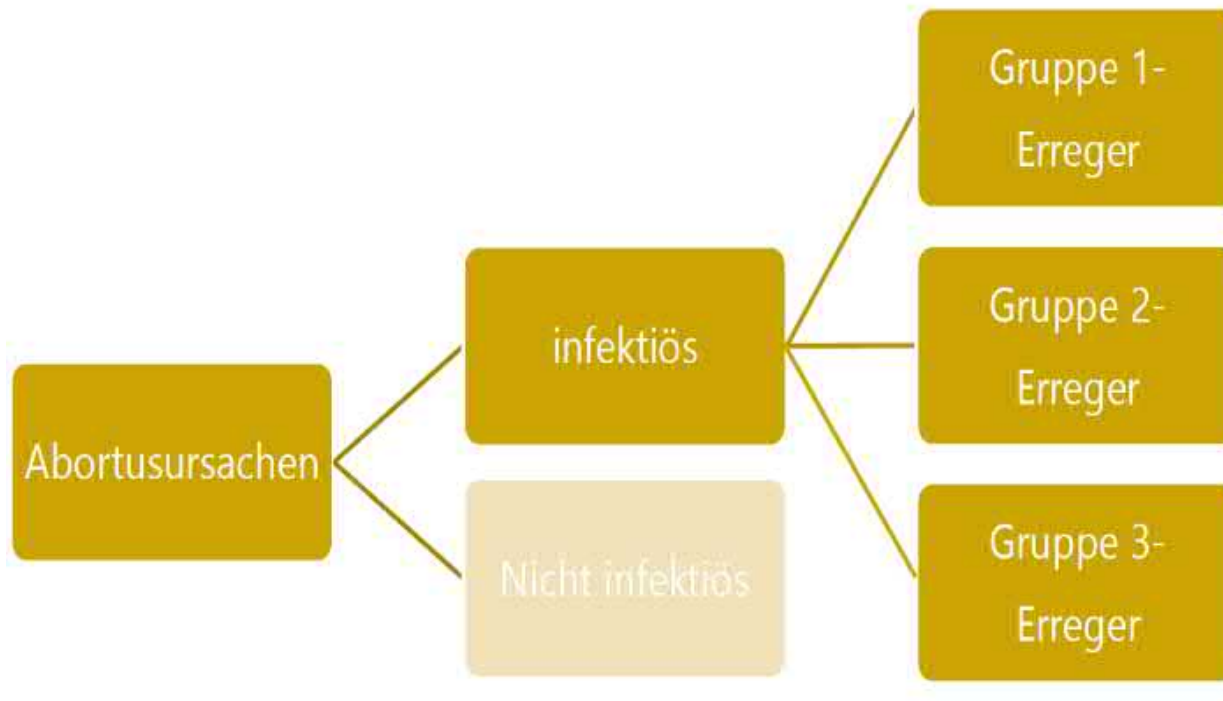 Abortusursachen
infektiös
Nicht infektiös
Gruppe 1-
Erreger
Gruppe 2-
Erreger
Gruppe 3-
Erreger